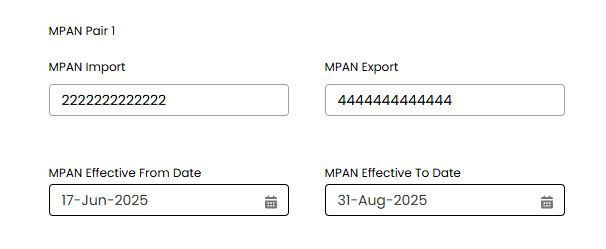 MPAN Pair 1
MPAN Import MPAN Export
2222222222222 4444444444444
MPAN Effective From Date MPAN Effective To Date
17-Jun-2025 31-Aug-2025